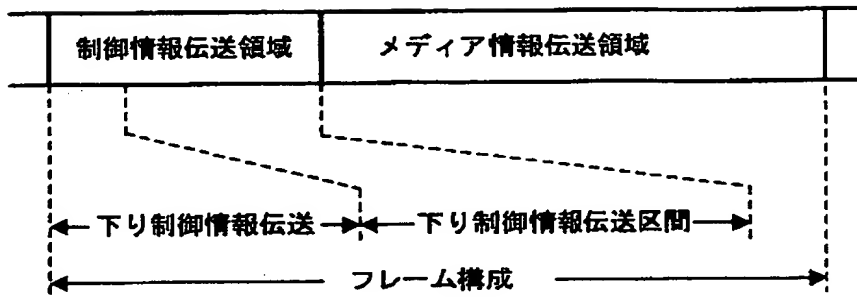 制御情報伝送領域 メディア情報伝送領域
下り制御情報伝送 下り制御情報伝送区間
フレーム構成